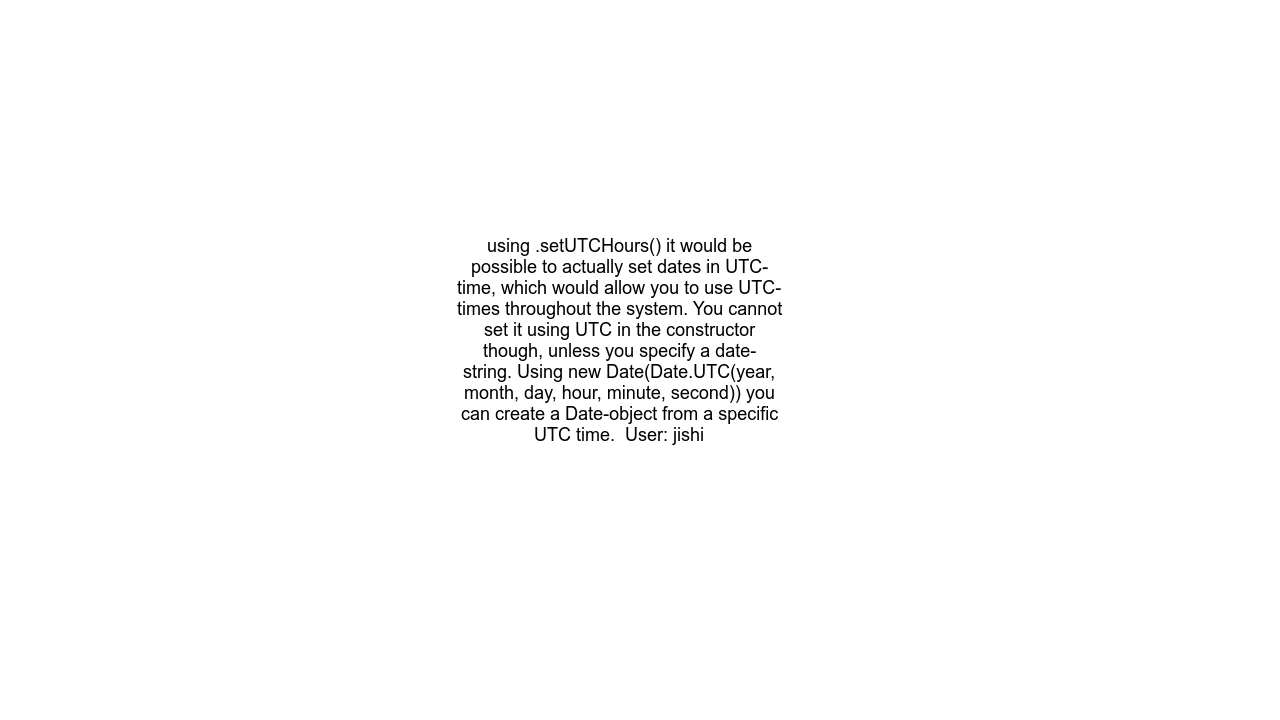 using .setUTCHours() it would be
possible to actually set dates in UTC-
time, which would allow you to use UTC-
times throughout the system. You cannot
set it using UTC in the constructor
though, unless you specify a date-
string. Using new Date(Date.UTC(year,
month, day, hour, minute, second)) you
can create a Date-object from a specific
UTC time.  User: jishi